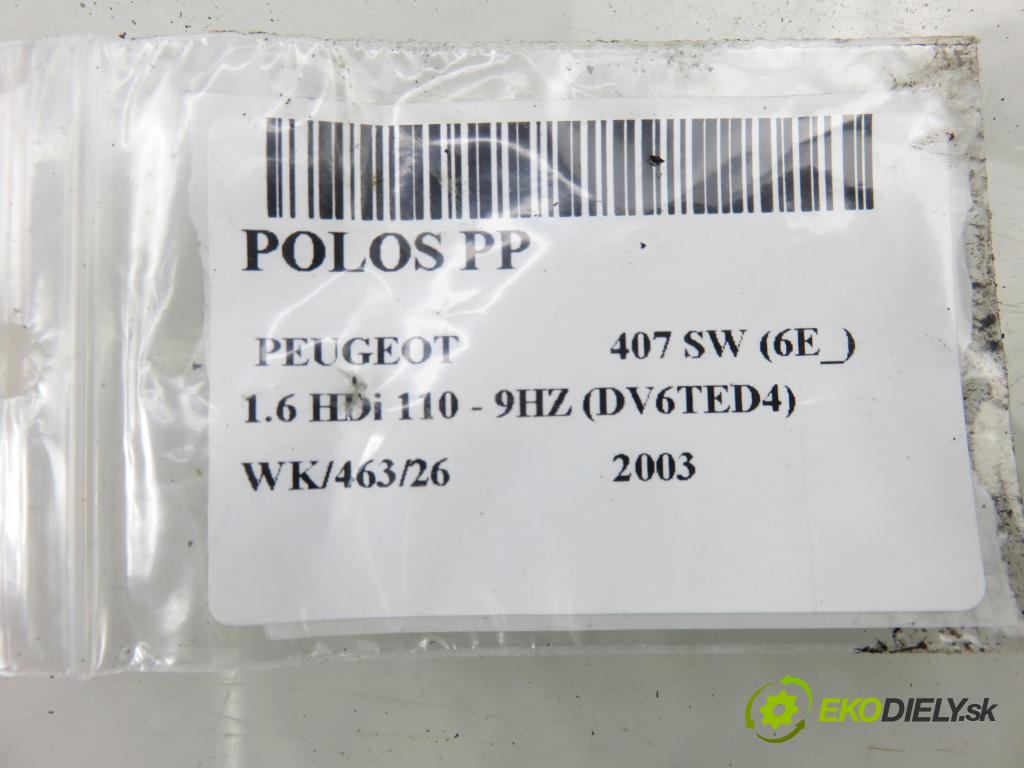 POLOS PP
PEUGEOT 407 SW (6E_)
1.6 HDi 110 - 9HZ (DV6TED4)
WK/463/26 2003
EKODIELY.sk